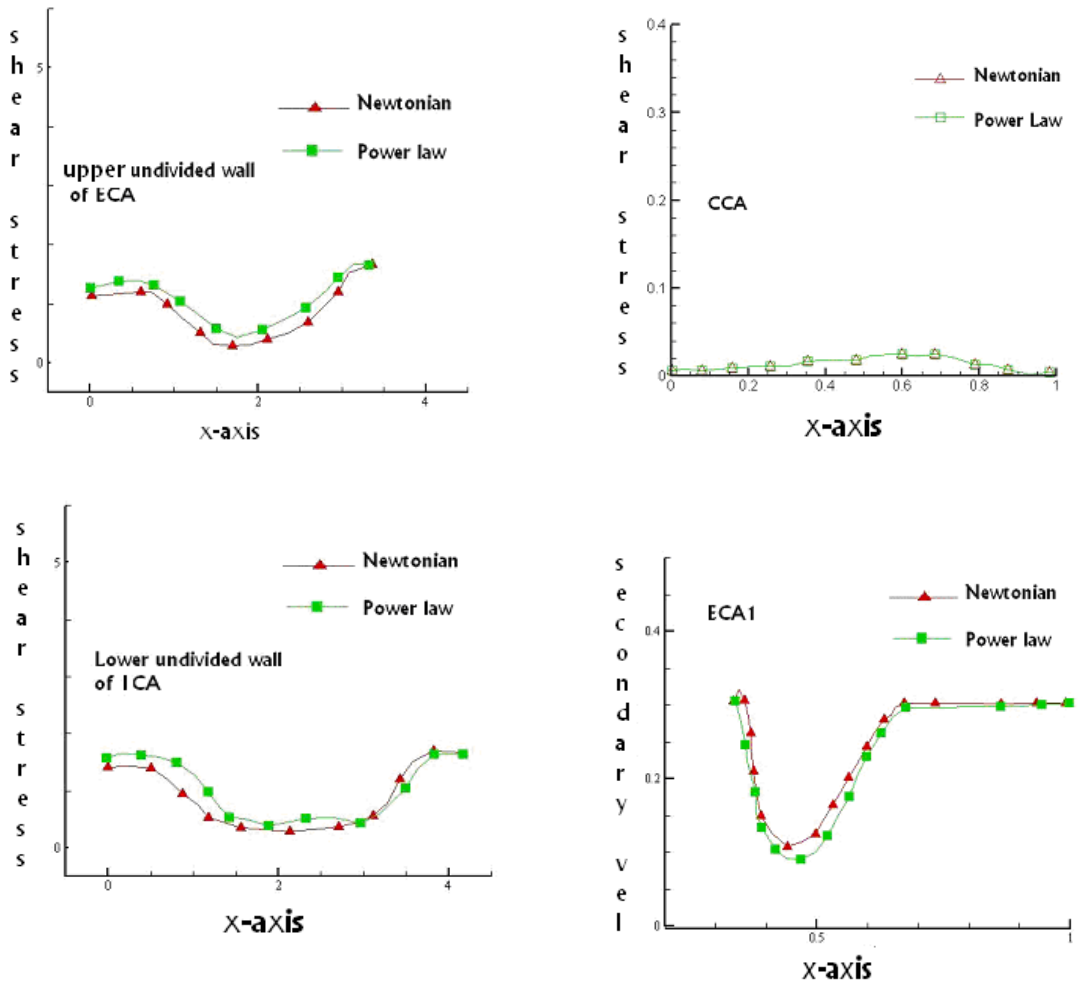 shear stress
5
0
Newtonian
Power law
upper undivided wall
of ECA
0 2 4
x-axis
shear stress
0.4
0.3
0.2
0.1
0
Newtonian
Power Law
CCA
0 0.2 0.4 0.6 0.8 1
x-axis
shear stress
5
0
Newtonian
Power law
Lower undivided wall
of ICA
0 2 4
x-axis
secondary vel
0.4
0.2
0
Newtonian
Power law
ECA1
0.5 1
x-axis